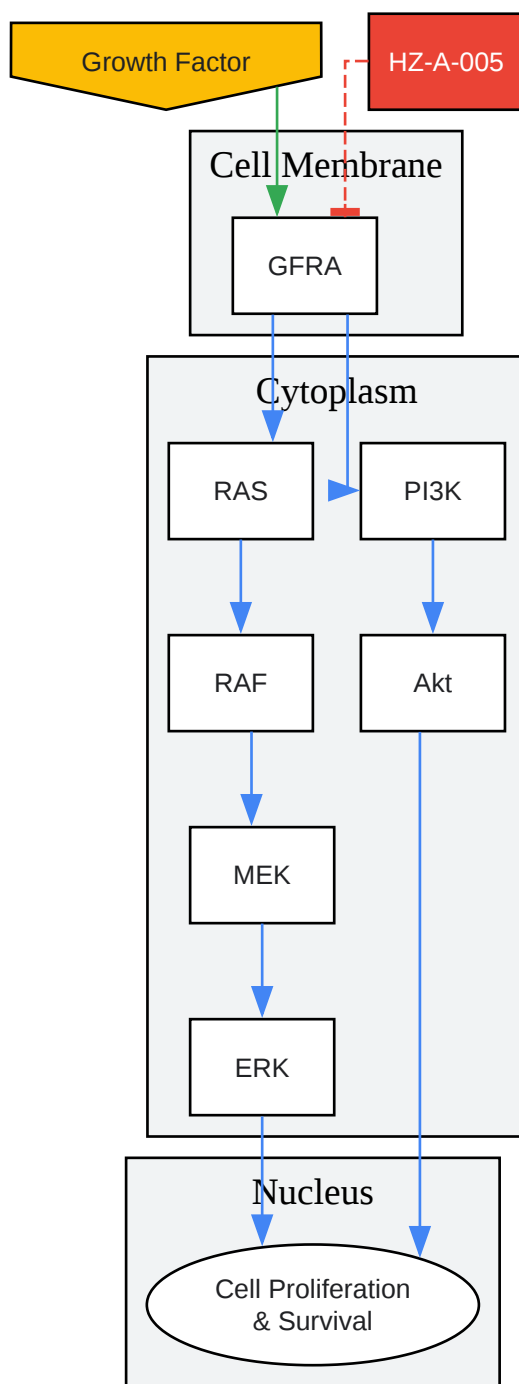 Growth Factor
HZ-A-005
Cell Membrane
GFRA
Cytoplasm
RAS
PI3K
RAF
Akt
MEK
ERK
Nucleus
Cell Proliferation
& Survival